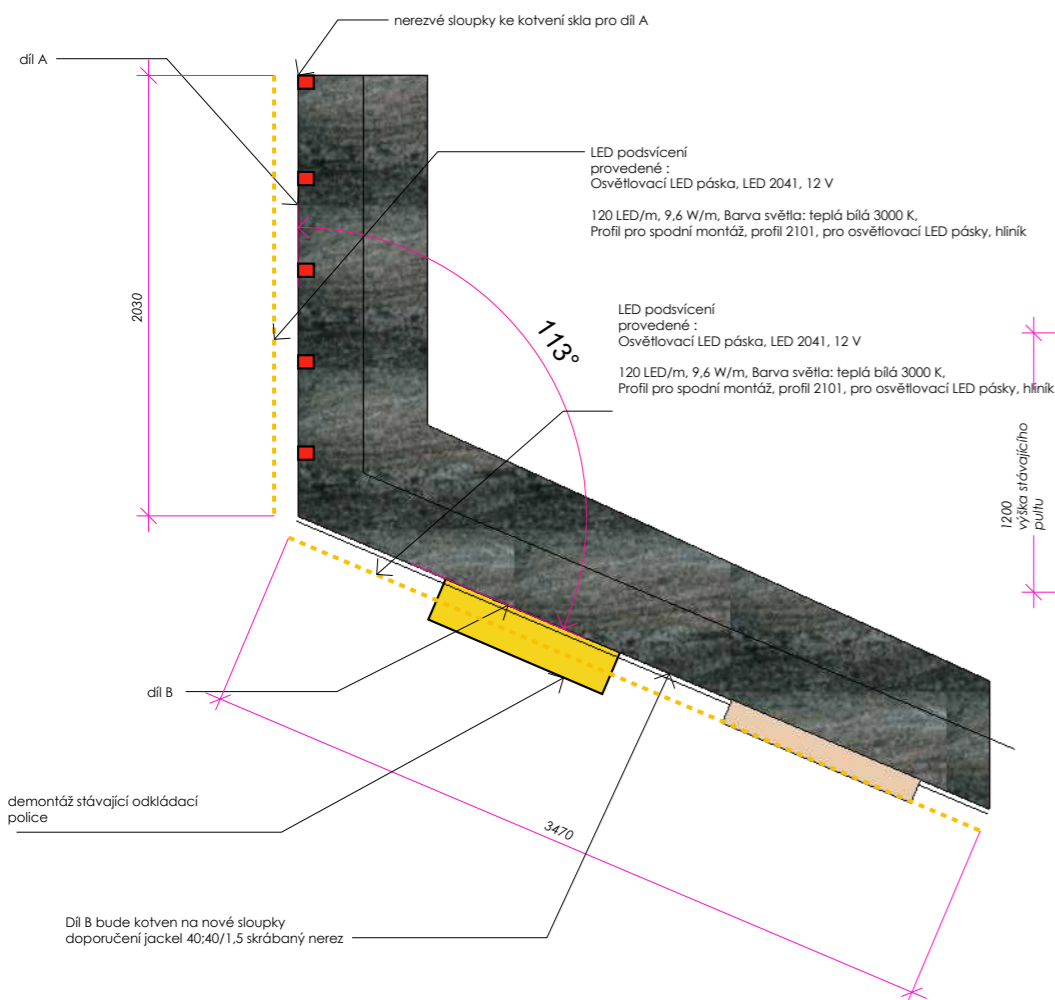 nerezvé sloupky ke kotvení skla pro díl A
díl A
LED podsvícení
provedené :
Osvětlovací LED páska, LED 2041, 12 V
120 LED/m, 9,6 W/m, Barva světla: teplá bílá 3000 K,
Profil pro spodní montáž, profil 2101, pro osvětlovací LED pásky, hliník
2030
113°
LED podsvícení
provedené :
Osvětlovací LED páska, LED 2041, 12 V
120 LED/m, 9,6 W/m, Barva světla: teplá bílá 3000 K,
Profil pro spodní montáž, profil 2101, pro osvětlovací LED pásky, hliník
1200
výška stávajícího
pultu
díl B
demontáž stávající odkládací
police
3470
Díl B bude kotven na nové sloupky
doporučení jackel 40;40/1,5 skrábaný nerez